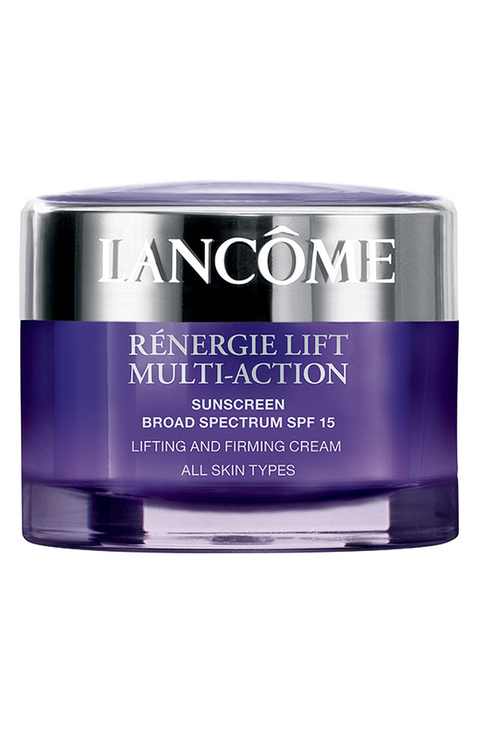 LANCÔME
RÉNERGIE LIFT
MULTI-ACTION
SUNSCREEN
BROAD SPECTRUM SPF 15
LIFTING AND FIRMING CREAM
ALL SKIN TYPES